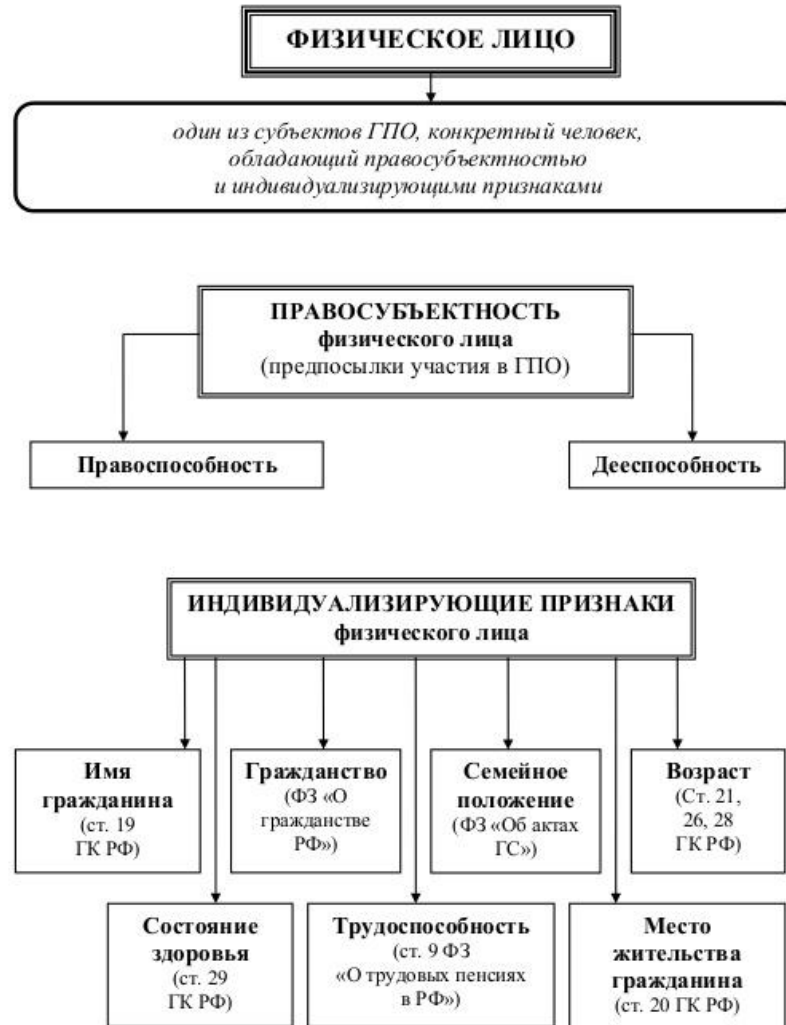 ФИЗИЧЕСКОЕ ЛИЦО
один из субъектов ГПО, конкретный человек,
обладающий правосубъектностью
и индивидуализирующими признаками
ПРАВОСУБЪЕКТНОСТЬ
физического лица
(предпосылки участия в ГПО)
Правоспособность
Дееспособность
ИНДИВИДУАЛИЗИРУЮЩИЕ ПРИЗНАКИ
физического лица
Имя
гражданина
(ст. 19
ГК РФ)
Гражданство
(ФЗ «О
гражданстве
РФ»)
Семейное
положение
(ФЗ «Об актах
ГС»)
Возраст
(Ст. 21,
26, 28
ГК РФ)
Состояние
здоровья
(ст. 29
ГК РФ)
Трудоспособность
(ст. 9 ФЗ
«О трудовых пенсиях
в РФ»)
Место
жительства
гражданина
(ст. 20 ГК РФ)